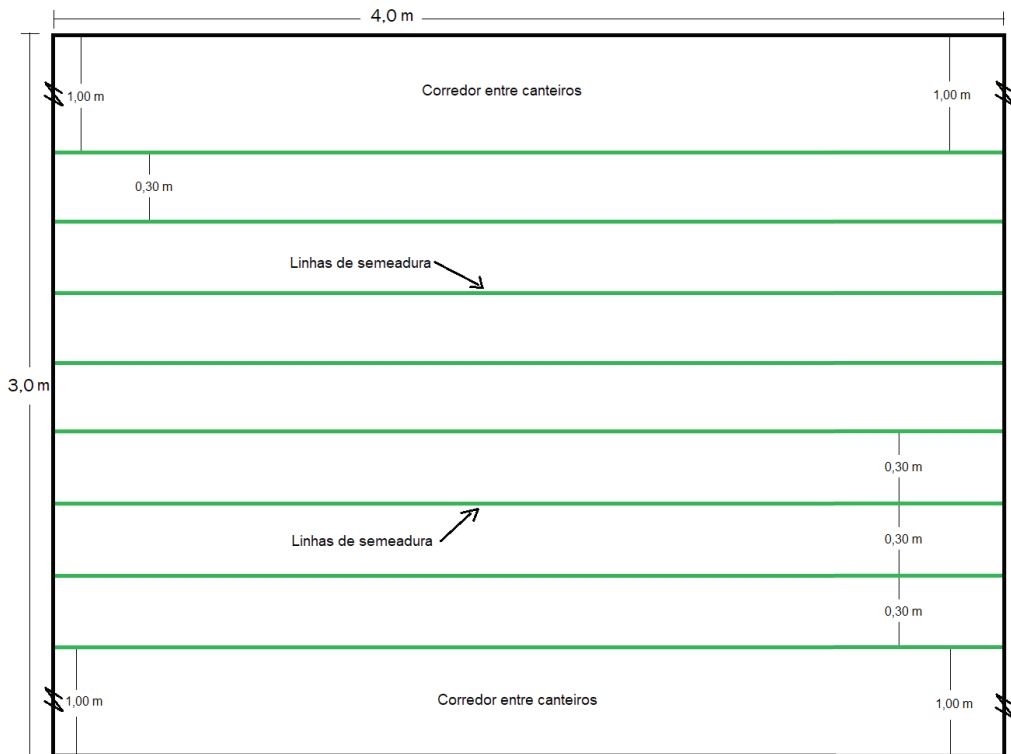 4,0 m
Corredor entre canteiros
1,00 m
1,00 m
0,30 m
Linhas de semeadura
3,0 m
0,30 m
0,30 m
Linhas de semeadura
0,30 m
Corredor entre canteiros
1,00 m
1,00 m